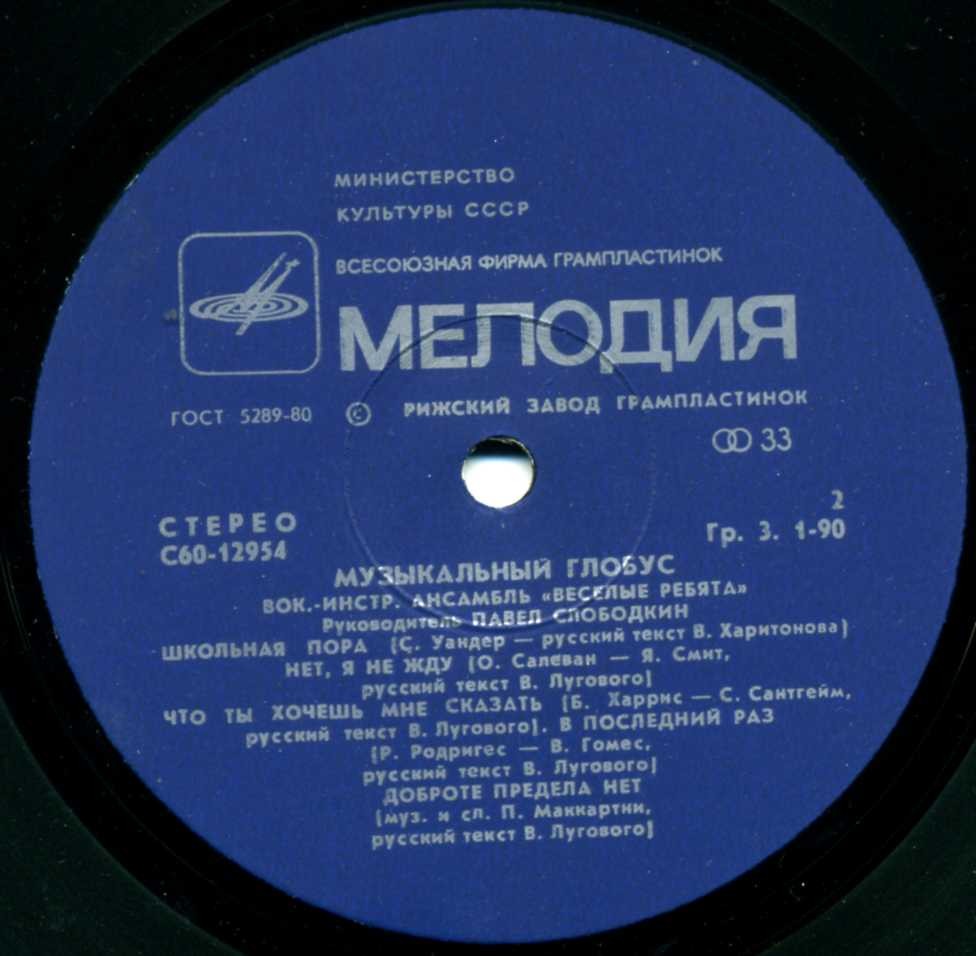 МИНИСТЕРСТВО
КУЛЬТУРЫ СССР
ВСЕСОЮЗНАЯ ФИРМА ГРАМПЛАСТИНОК
МЕЛОДИЯ
ГОСТ 5289-80 © РИЖСКИЙ ЗАВОД ГРАМПЛАСТИНОК
33
СТЕРЕО 2
С60-12954 Гр. 3. 1-90
МУЗЫКАЛЬНЫЙ ГЛОБУС
ВОК.-ИНСТР. АНСАМБЛЬ «ВЕСЕЛЫЕ РЕБЯТА»
Руководитель ПАВЕЛ СЛОБОДКИН
ШКОЛЬНАЯ ПОРА (С. Уандер — русский текст В. Харитонова)
НЕТ, Я НЕ ЖДУ (О. Салеван — Я. Смит,
русский текст В. Лугового)
ЧТО ТЫ ХОЧЕШЬ МНЕ СКАЗАТЬ (Б. Харрис — С. Сантгейм,
русский текст В. Лугового). В ПОСЛЕДНИЙ РАЗ
(Р. Родригес — В. Гомес,
русский текст В. Лугового)
ДОБРОТЕ ПРЕДЕЛА НЕТ
(муз. и сл. П. Маккартни,
русский текст В. Лугового)